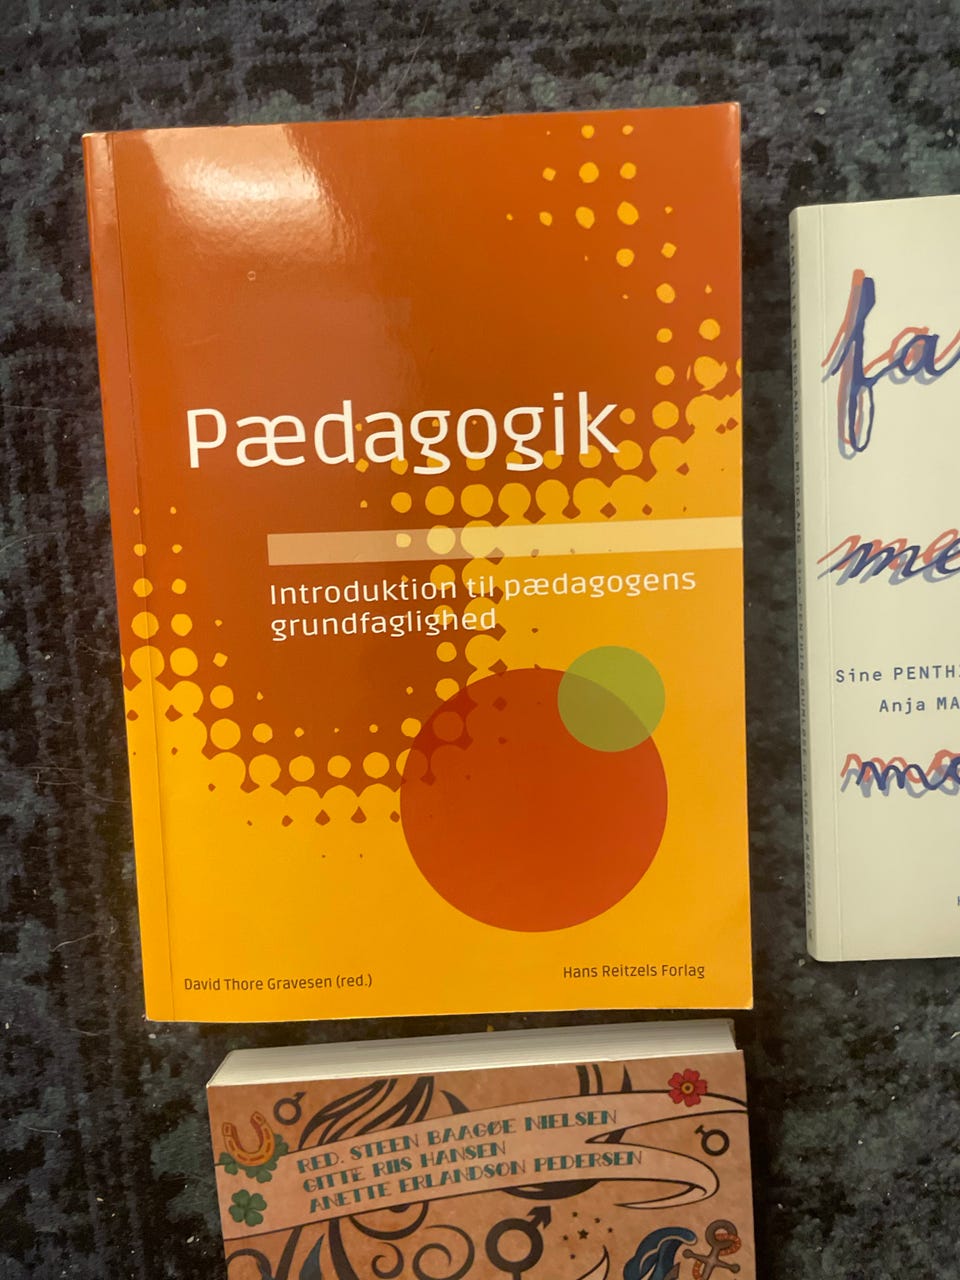 Pædagogik
Introduktion til pædagogens
grundfaglighed
David Thore Gravesen (red.)
Hans Reitzels Forlag
Sine PENTH
Anja MA
RED. STEEN BAAGØE NIELSEN
GITTE RIIS HANSEN
ANETTE ERLANDSON PEDERSEN